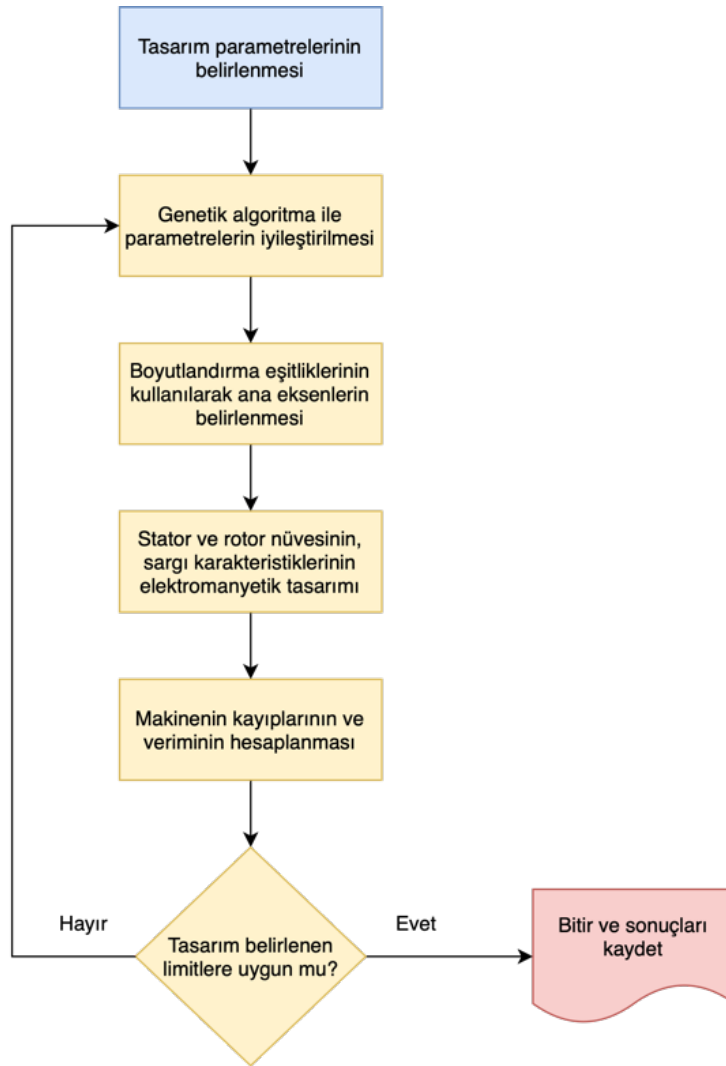 Tasarım parametrelerinin
belirlenmesi
Genetik algoritma ile
parametrelerin iyileştirilmesi
Boyutlandırma eşitliklerinin
kullanılarak ana eksenlerin
belirlenmesi
Stator ve rotor nüvesinin,
sargı karakteristiklerinin
elektromanyetik tasarımı
Makinenin kayıplarının ve
veriminin hesaplanması
Hayır
Tasarım belirlenen
limitlere uygun mu?
Evet
Bitir ve sonuçları
kaydet